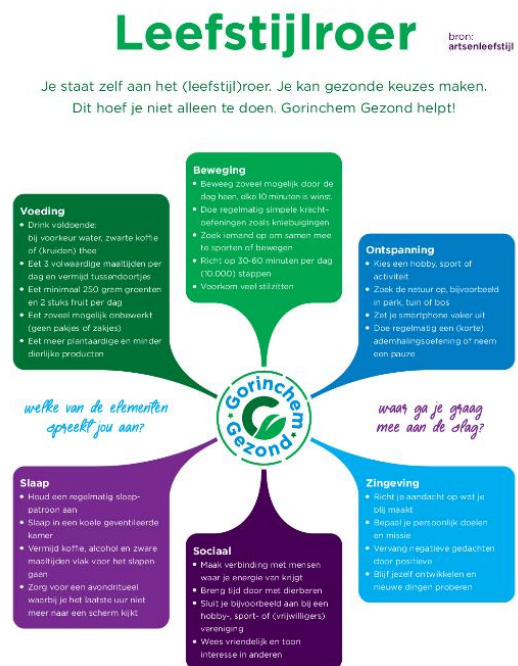 Leefstijlroer
bron:
artsenleefstijl
Je staat zelf aan het (leefstijl)roer. Je kan gezonde keuzes maken.
Dit hoef je niet alleen te doen. Gorinchem Gezond helpt!
Beweging
• Beweeg zoveel mogelijk door de
dag heen, elke 10 minuten is winst.
• Doe regelmatig simpele kracht-
oefeningen zoals kniebuigingen
• Zoek iemand op om samen mee
te sporten of bewegen
• Richt op 30-60 minuten per dag
(10.000) stappen
• Voorkom veel stilzitten
Voeding
• Drink voldoende:
bij voorkeur water, zwarte koffie
of (kruiden) thee
• Eet 3 volwaardige maaltijden per
dag en vermijd tussendoortjes
• Eet minimaal 250 gram groenten
en 2 stuks fruit per dag
• Eet zoveel mogelijk onbewerkt
(geen pakjes of zakjes)
• Eet meer plantaardige en minder
dierlijke producten
Ontspanning
• Kies een hobby, sport of
activiteit
• Zoek de natuur op, bijvoorbeeld
in park, tuin of bos
• Zet je smartphone vaker uit
• Doe regelmatig een (korte)
ademhalingsoefening of neem
een pauze
welke van de elementen
spreekt jou aan?
Gorinchem
Gezond
waar ga je graag
mee aan de slag?
Slaap
• Houd een regelmatig slaap-
patroon aan
• Slaap in een koele geventileerde
kamer
• Vermijd koffie, alcohol en zware
maaltijden vlak voor het slapen
gaan
• Zorg voor een avondritueel
waarbij je het laatste uur niet
meer naar een scherm kijkt
Sociaal
• Maak verbinding met mensen
waar je energie van krijgt
• Breng tijd door met dierbaren
• Sluit je bijvoorbeeld aan bij een
hobby-, sport- of (vrijwilligers)
vereniging
• Wees vriendelijk en toon
interesse in anderen
Zingeving
• Richt je aandacht op wat je
blij maakt
• Bepaal je persoonlijk doelen
en missie
• Vervang negatieve gedachten
door positieve
• Blijf jezelf ontwikkelen en
nieuwe dingen proberen